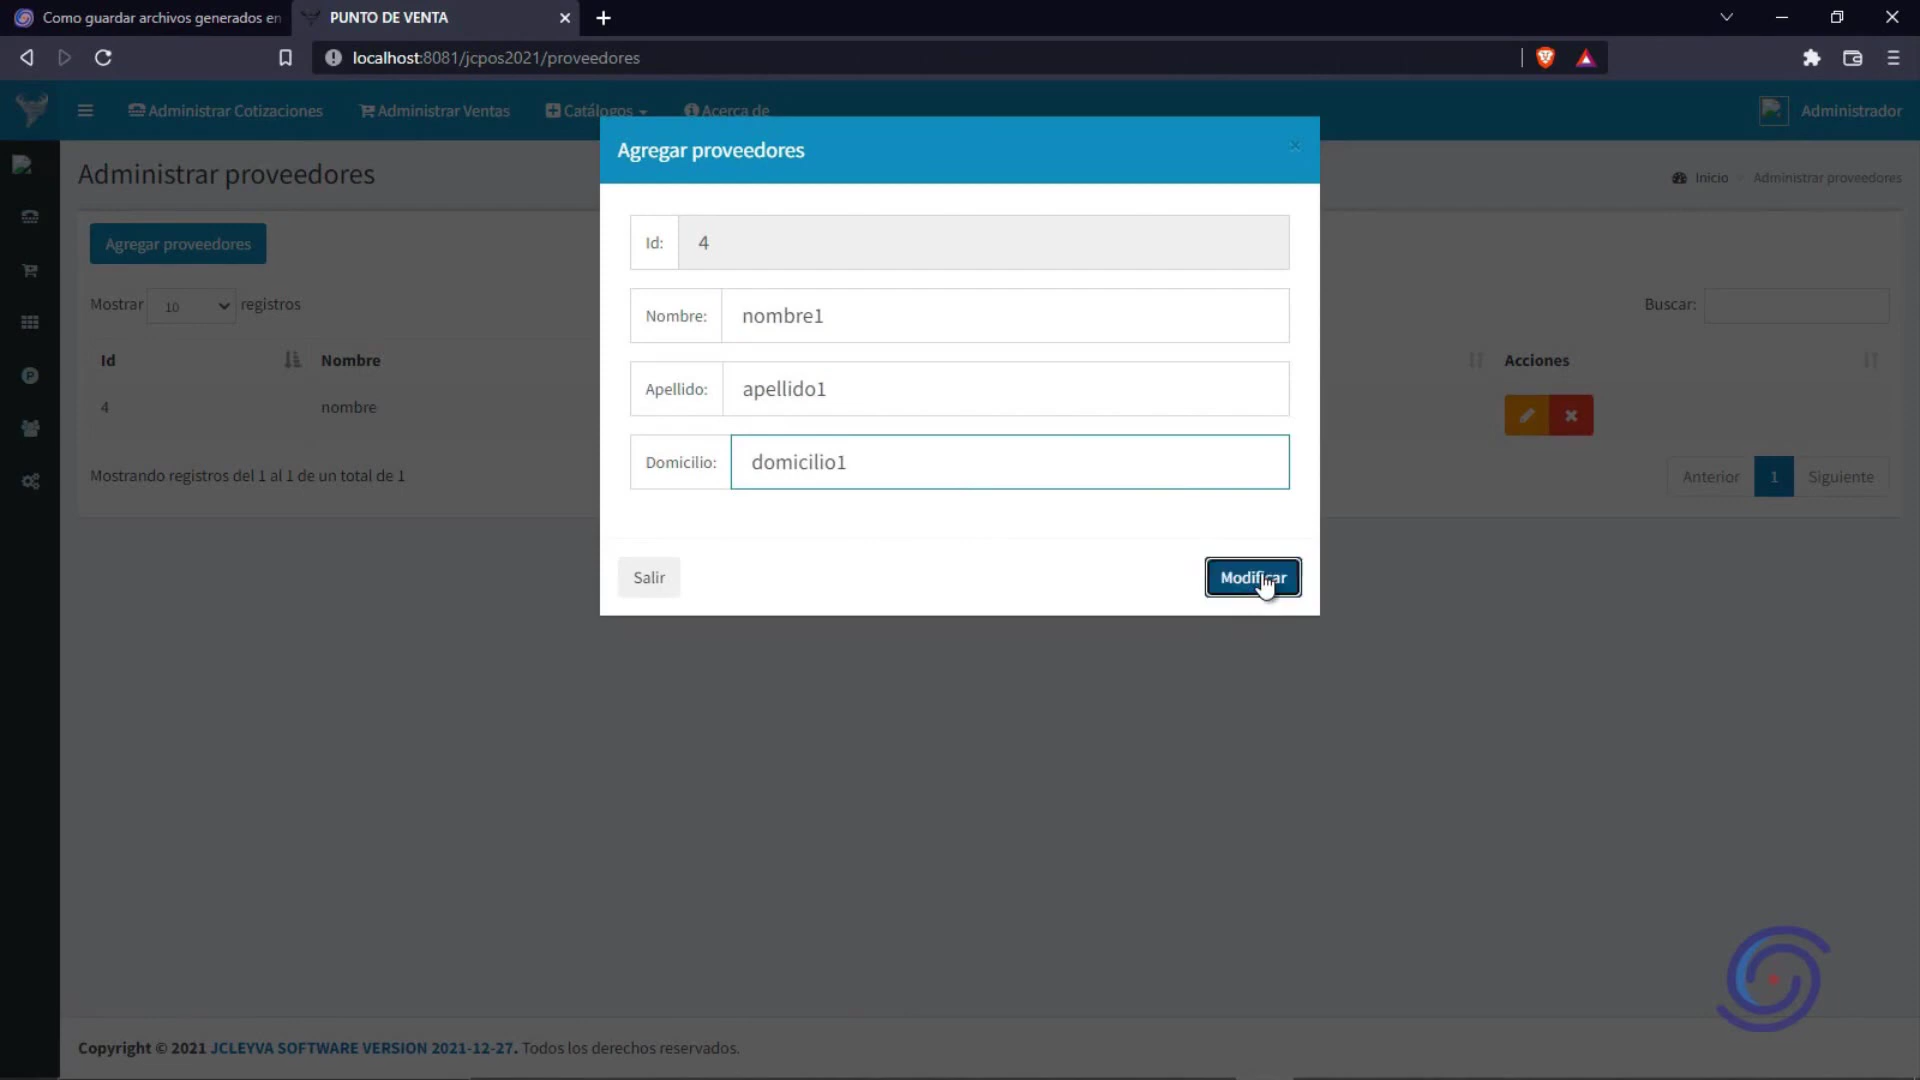 Como guardar archivos generados en
PUNTO DE VENTA
localhost:8081/jcpos2021/proveedores
Administrar Cotizaciones
Administrar Ventas
Catálogos
Acerca de
Administrador
Agregar proveedores
×
Administrar proveedores
Inicio
Administrar proveedores
Agregar proveedores
Id:
4
Nombre:
nombre1
Apellido:
apellido1
Domicilio:
domicilio1
Salir
Modificar
Mostrar 10 registros
Buscar:
Id
Nombre
Acciones
4
nombre
Mostrando registros del 1 al 1 de un total de 1
Anterior
1
Siguiente
P
Copyright © 2021 JCLEYVA SOFTWARE VERSION 2021-12-27. Todos los derechos reservados.